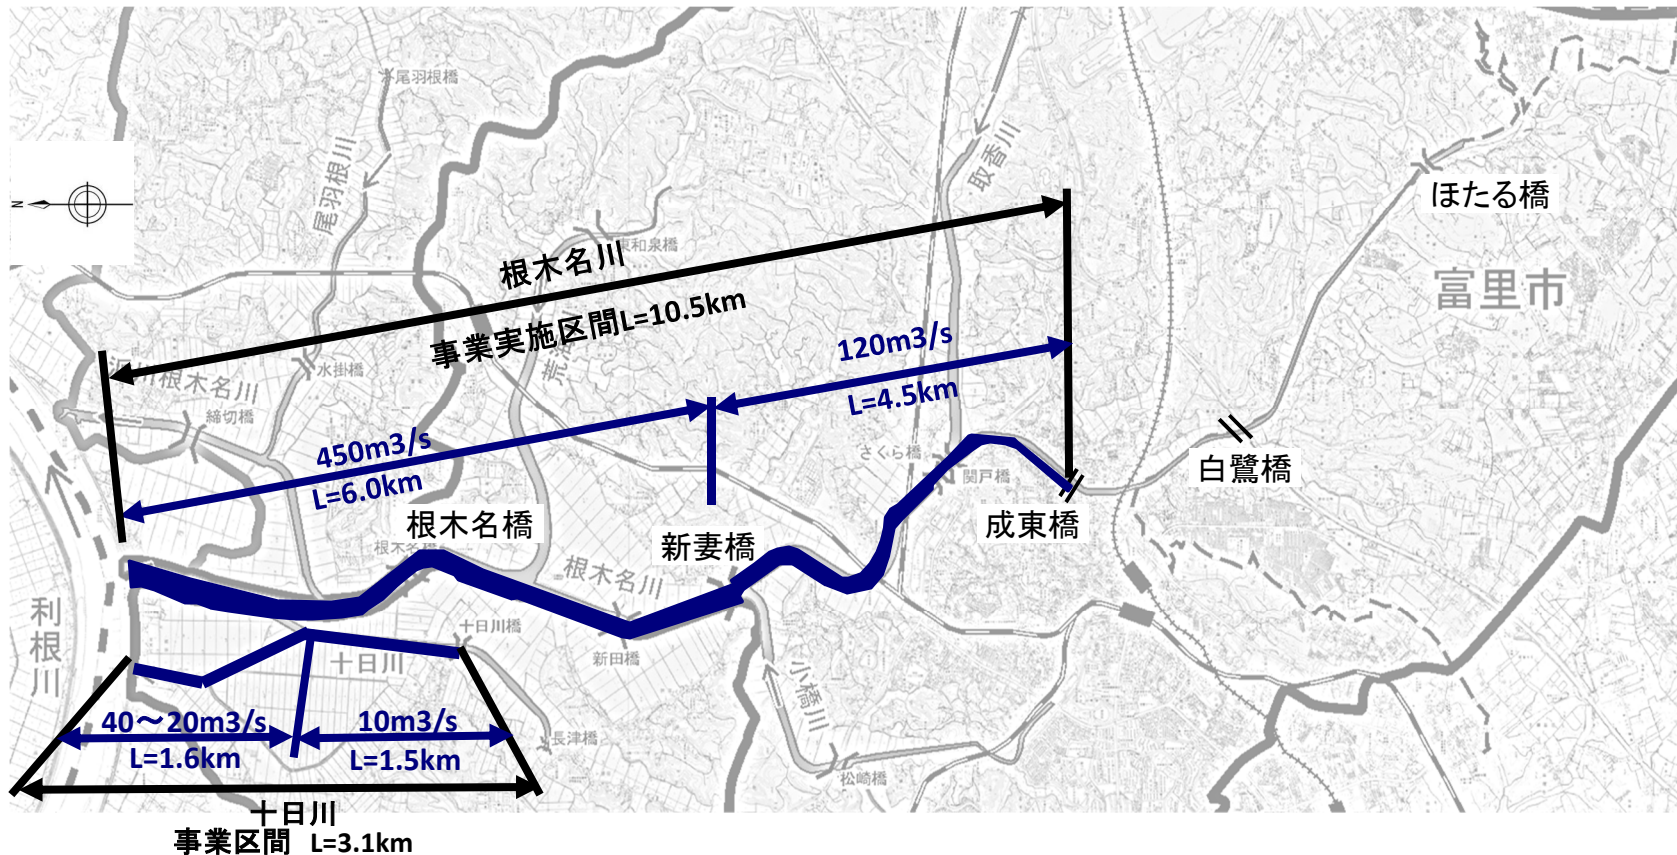 尾羽根橋
尾羽根川
取香川
ほたる橋
N
東和泉橋
根木名川
富里市
事業実施区間L=10.5km
120m3/s
L=4.5km
水掛橋
根木名川
締切橋
450m3/s
L=6.0km
さくら橋
関戸橋
白鷺橋
根木名橋
成東橋
新妻橋
根木名川
利根川
十日川橋
十日川
新田橋
小橋川
40～20m3/s
L=1.6km
10m3/s
L=1.5km
長津橋
松崎橋
十日川
事業区間 L=3.1km